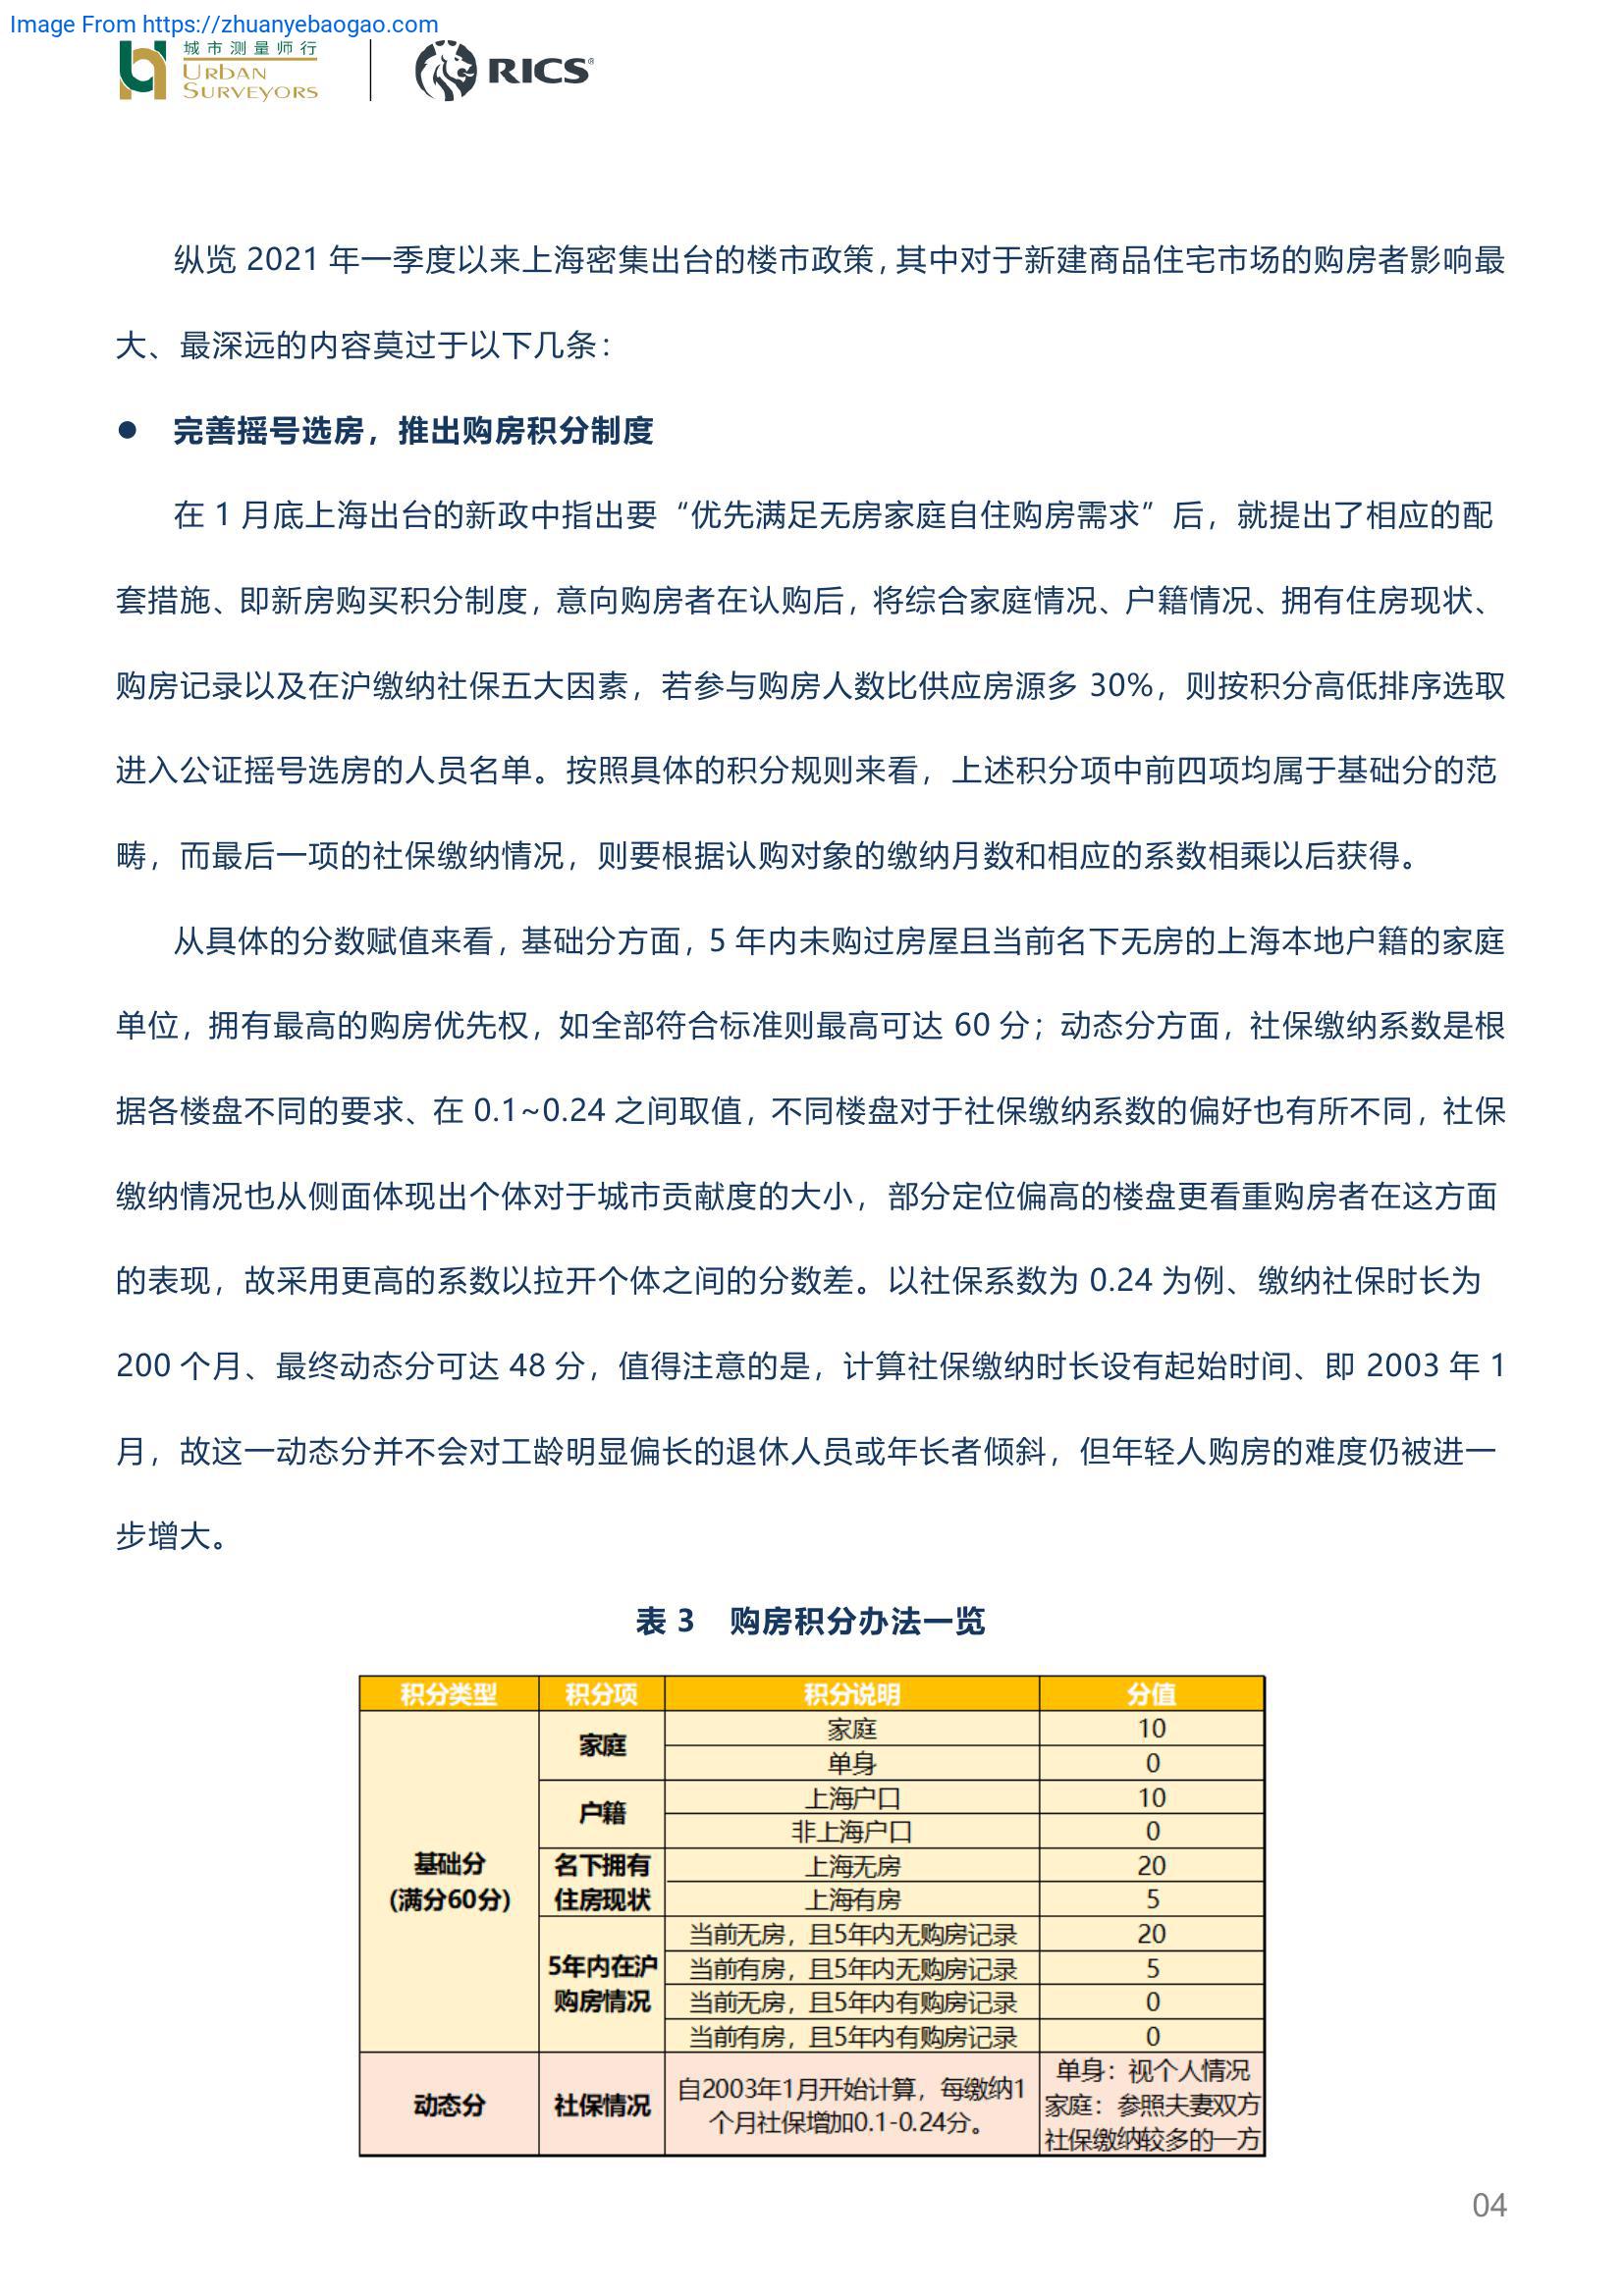 Image From https://zhuanyebaogao.com
城市测量师行
URBAN
SURVEYORS
RICS®
纵览 2021 年一季度以来上海密集出台的楼市政策，其中对于新建商品住宅市场的购房者影响最
大、最深远的内容莫过于以下几条：
● 完善摇号选房，推出购房积分制度
在 1 月底上海出台的新政中指出要“优先满足无房家庭自住购房需求”后，就提出了相应的配
套措施、即新房购买积分制度，意向购房者在认购后，将综合家庭情况、户籍情况、拥有住房现状、
购房记录以及在沪缴纳社保五大因素，若参与购房人数比供应房源多 30%，则按积分高低排序选取
进入公证摇号选房的人员名单。按照具体的积分规则来看，上述积分项中前四项均属于基础分的范
畴，而最后一项的社保缴纳情况，则要根据认购对象的缴纳月数和相应的系数相乘以后获得。
从具体的分数赋值来看，基础分方面，5 年内未购过房屋且当前名下无房的上海本地户籍的家庭
单位，拥有最高的购房优先权，如全部符合标准则最高可达 60 分；动态分方面，社保缴纳系数是根
据各楼盘不同的要求、在 0.1~0.24 之间取值，不同楼盘对于社保缴纳系数的偏好也有所不同，社保
缴纳情况也从侧面体现出个体对于城市贡献度的大小，部分定位偏高的楼盘更看重购房者在这方面
的表现，故采用更高的系数以拉开个体之间的分数差。以社保系数为 0.24 为例、缴纳社保时长为
200 个月、最终动态分可达 48 分，值得注意的是，计算社保缴纳时长设有起始时间、即 2003 年 1
月，故这一动态分并不会对工龄明显偏长的退休人员或年长者倾斜，但年轻人购房的难度仍被进一
步增大。
表 3 购房积分办法一览
积分类型 积分项 积分说明 分值
基础分
(满分60分)
家庭
家庭 10
单身 0
户籍
上海户口 10
非上海户口 0
名下拥有
住房现状
上海无房 20
上海有房 5
5年内在沪
购房情况
当前无房，且5年内无购房记录 20
当前有房，且5年内无购房记录 5
当前无房，且5年内有购房记录 0
当前有房，且5年内有购房记录 0
动态分
社保情况
自2003年1月开始计算，每缴纳1
个月社保增加0.1-0.24分。
单身：视个人情况
家庭：参照夫妻双方
社保缴纳较多的一方
04